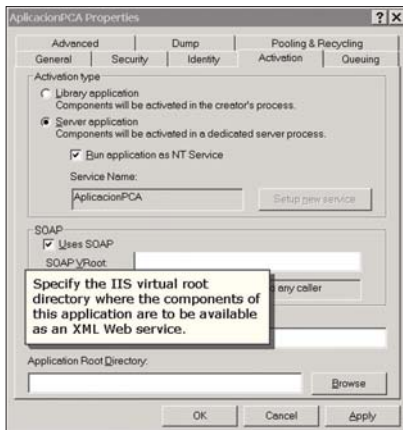 AplicacionPCA Properties
? X
Advanced Dump Pooling & Recycling
General Security Identity Activation Queuing
Activation type
Library application
Components will be activated in the creator's process.
Server application
Components will be activated in a dedicated server process.
Run application as NT Service
Service Name:
AplicacionPCA Setup new service
SOAP
Uses SOAP
SOAP VRoot:
any caller
Specify the IIS virtual root
directory where the components of
this application are to be available
as an XML Web service.
Application Root Directory:
Browse
OK Cancel Apply